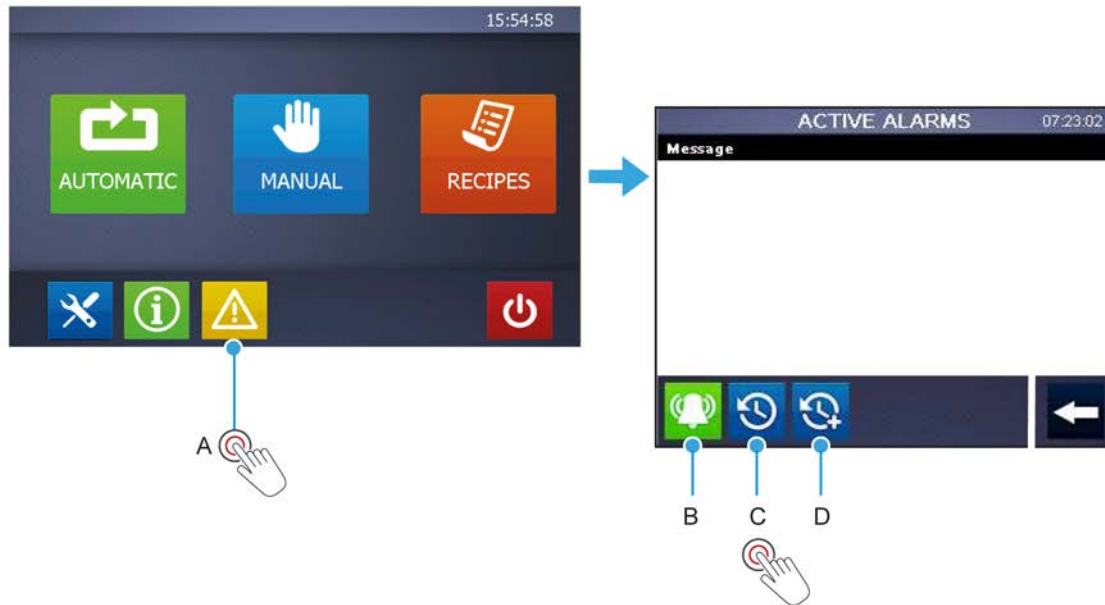 15:54:58
AUTOMATIC
MANUAL
RECIPES
A
ACTIVE ALARMS
07:23:02
Message
B
C
D